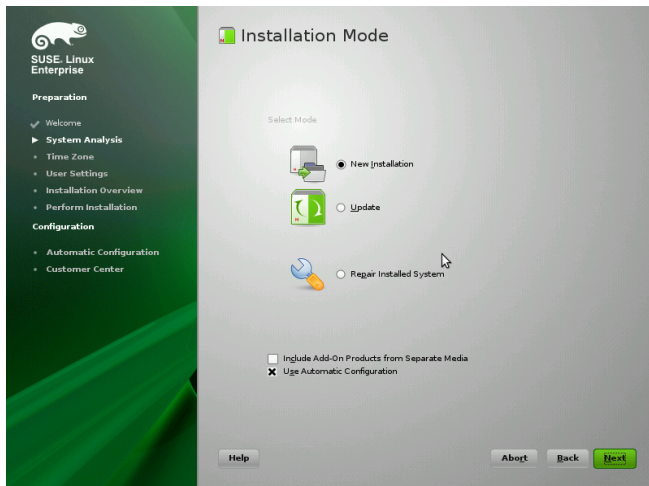 SUSE. Linux
Enterprise
Preparation
Welcome
System Analysis
Time Zone
User Settings
Installation Overview
Perform Installation
Configuration
Automatic Configuration
Customer Center
Installation Mode
Select Mode
New Installation
Update
Repair Installed System
Include Add-On Products from Separate Media
Use Automatic Configuration
Help
Abort
Back
Next